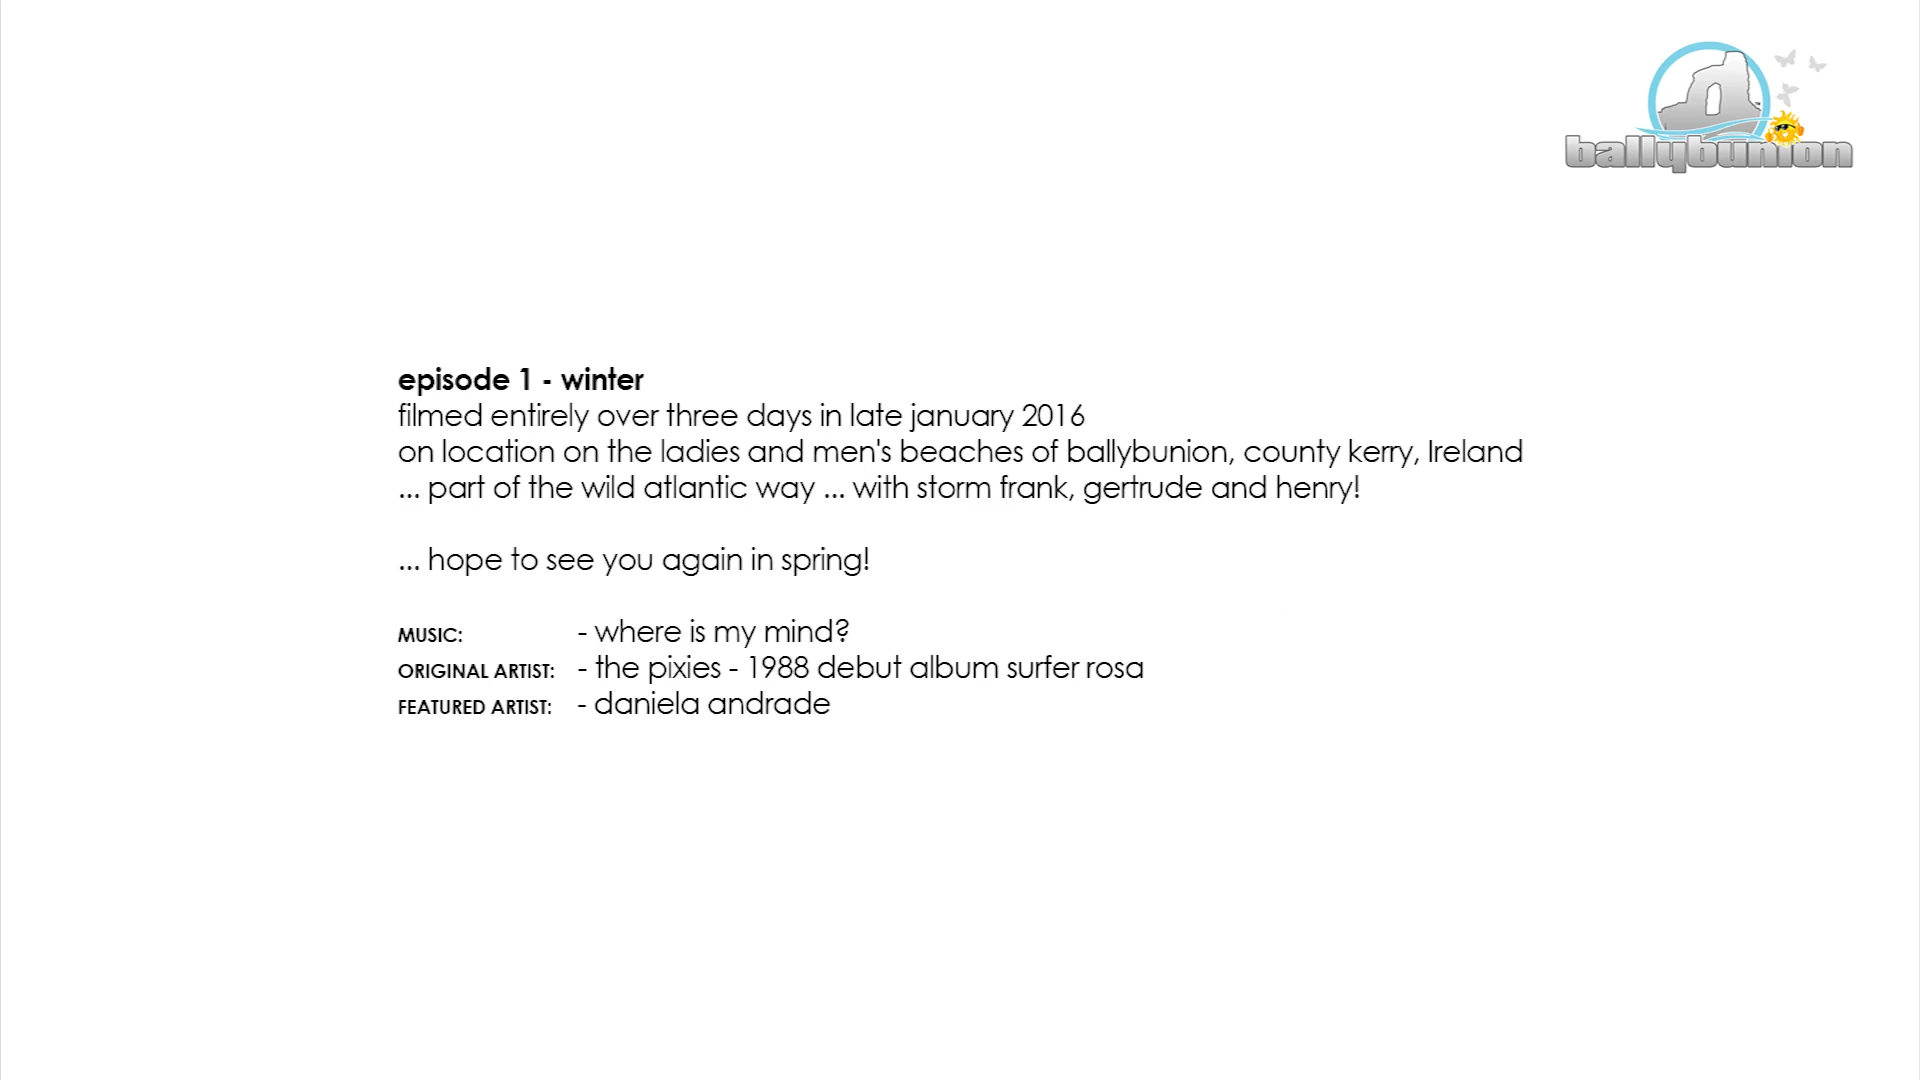 ballybunion
episode 1 - winter
filmed entirely over three days in late january 2016
on location on the ladies and men's beaches of ballybunion, county kerry, Ireland
... part of the wild atlantic way ... with storm frank, gertrude and henry!
... hope to see you again in spring!
MUSIC: - where is my mind?
ORIGINAL ARTIST: - the pixies - 1988 debut album surfer rosa
FEATURED ARTIST: - daniela andrade